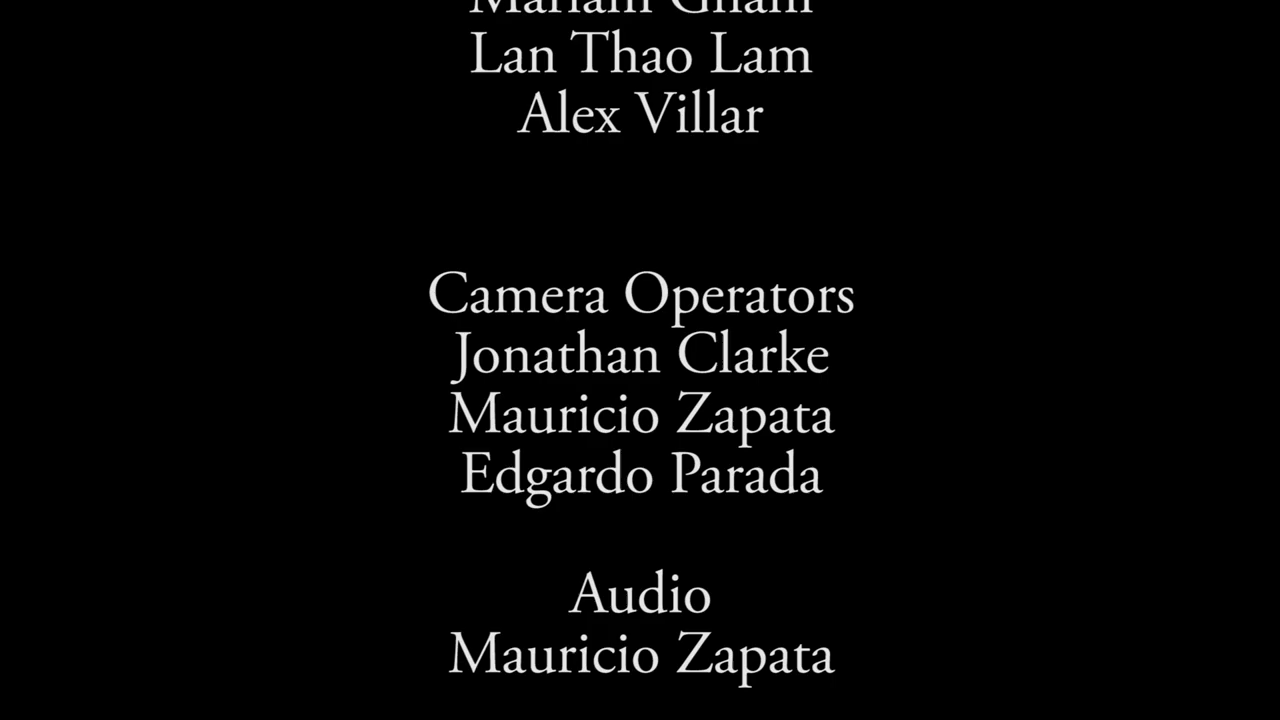 Lan Thao Lam
Alex Villar
Camera Operators
Jonathan Clarke
Mauricio Zapata
Edgardo Parada
Audio
Mauricio Zapata